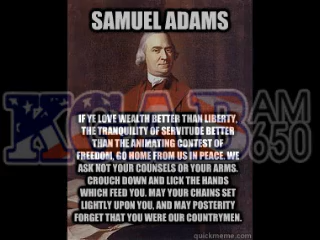 SAMUEL ADAMS
IF YE LOVE WEALTH BETTER THAN LIBERTY,
THE TRANQUILITY OF SERVITUDE BETTER
THAN THE ANIMATING CONTEST OF
FREEDOM, GO HOME FROM US IN PEACE. WE
ASK NOT YOUR COUNSELS OR YOUR ARMS.
CROUCH DOWN AND LICK THE HANDS
WHICH FEED YOU. MAY YOUR CHAINS SET
LIGHTLY UPON YOU, AND MAY POSTERITY
FORGET THAT YOU WERE OUR COUNTRYMEN.
AM
650
quickmeme.com